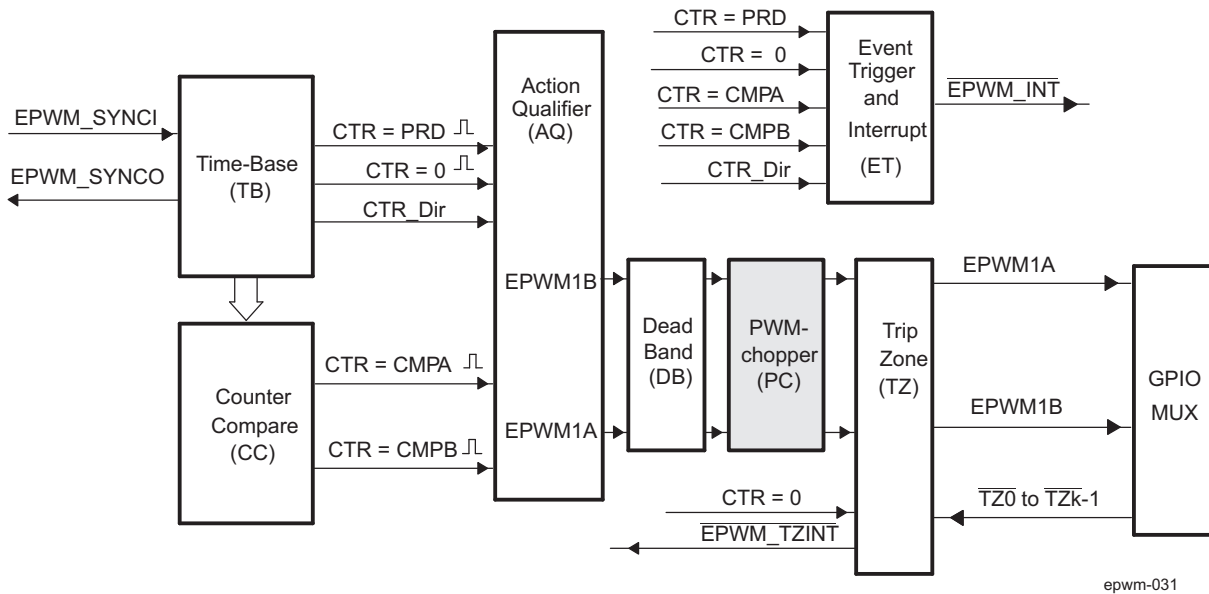 EPWM_SYNCI
EPWM_SYNCO
Time-Base
(TB)
CTR = PRD
CTR = 0
CTR_Dir
Counter
Compare
(CC)
CTR = CMPA
CTR = CMPB
Action
Qualifier
(AQ)
EPWM1B
EPWM1A
CTR = PRD
CTR = 0
CTR = CMPA
CTR = CMPB
CTR_Dir
Event
Trigger
and
Interrupt
(ET)
EPWM_INT
Dead
Band
(DB)
PWM-
chopper
(PC)
Trip
Zone
(TZ)
CTR = 0
EPWM_TZINT
EPWM1A
EPWM1B
TZ0 to TZk-1
GPIO
MUX
epwm-031